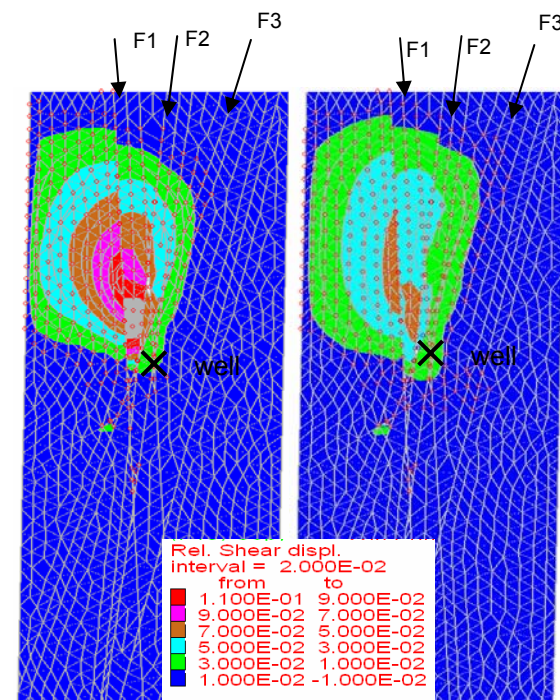 F1
F2
F3
F1
F2
F3
well
well
Rel. Shear displ.
interval =  2.000E-02
from to
1.100E-01 9.000E-02
9.000E-02 7.000E-02
7.000E-02 5.000E-02
5.000E-02 3.000E-02
3.000E-02 1.000E-02
1.000E-02 -1.000E-02